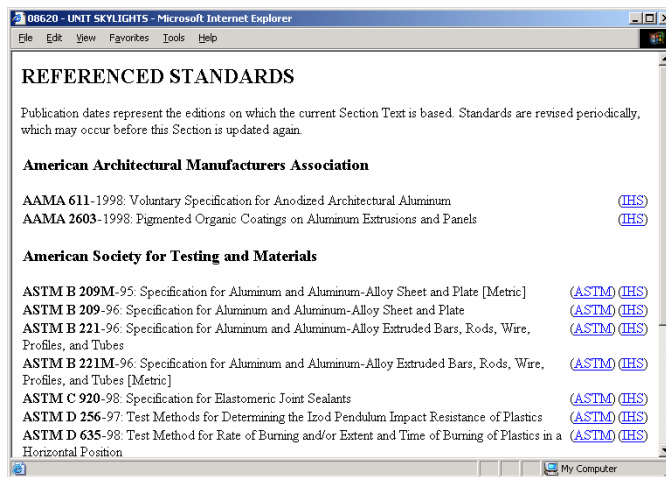 08620 - UNIT SKYLIGHTS - Microsoft Internet Explorer
File Edit View Favorites Tools Help
REFERENCED STANDARDS
Publication dates represent the editions on which the current Section Text is based. Standards are revised periodically,
which may occur before this Section is updated again.
American Architectural Manufacturers Association
AAMA 611-1998: Voluntary Specification for Anodized Architectural Aluminum (IHS)
AAMA 2603-1998: Pigmented Organic Coatings on Aluminum Extrusions and Panels (IHS)
American Society for Testing and Materials
ASTM B 209M-95: Specification for Aluminum and Aluminum-Alloy Sheet and Plate [Metric] (ASTM) (IHS)
ASTM B 209-96: Specification for Aluminum and Aluminum-Alloy Sheet and Plate (ASTM) (IHS)
ASTM B 221-96: Specification for Aluminum and Aluminum-Alloy Extruded Bars, Rods, Wire, (ASTM) (IHS)
Profiles, and Tubes
ASTM B 221M-96: Specification for Aluminum and Aluminum-Alloy Extruded Bars, Rods, Wire, (ASTM) (IHS)
Profiles, and Tubes [Metric]
ASTM C 920-98: Specification for Elastomeric Joint Sealants (ASTM) (IHS)
ASTM D 256-97: Test Methods for Determining the Izod Pendulum Impact Resistance of Plastics (ASTM) (IHS)
ASTM D 635-98: Test Method for Rate of Burning and/or Extent and Time of Burning of Plastics in a (ASTM) (IHS)
Horizontal Position
My Computer